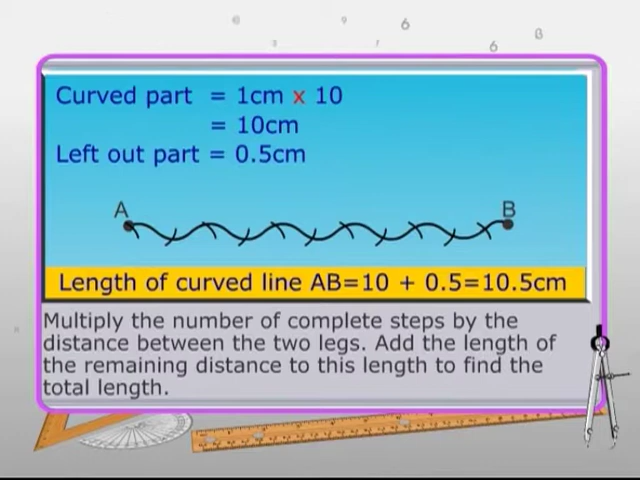 Curved part = 1cm x 10
= 10cm
Left out part = 0.5cm
A B
Length of curved line AB=10 + 0.5=10.5cm
Multiply the number of complete steps by the
distance between the two legs. Add the length of
the remaining distance to this length to find the
total length.